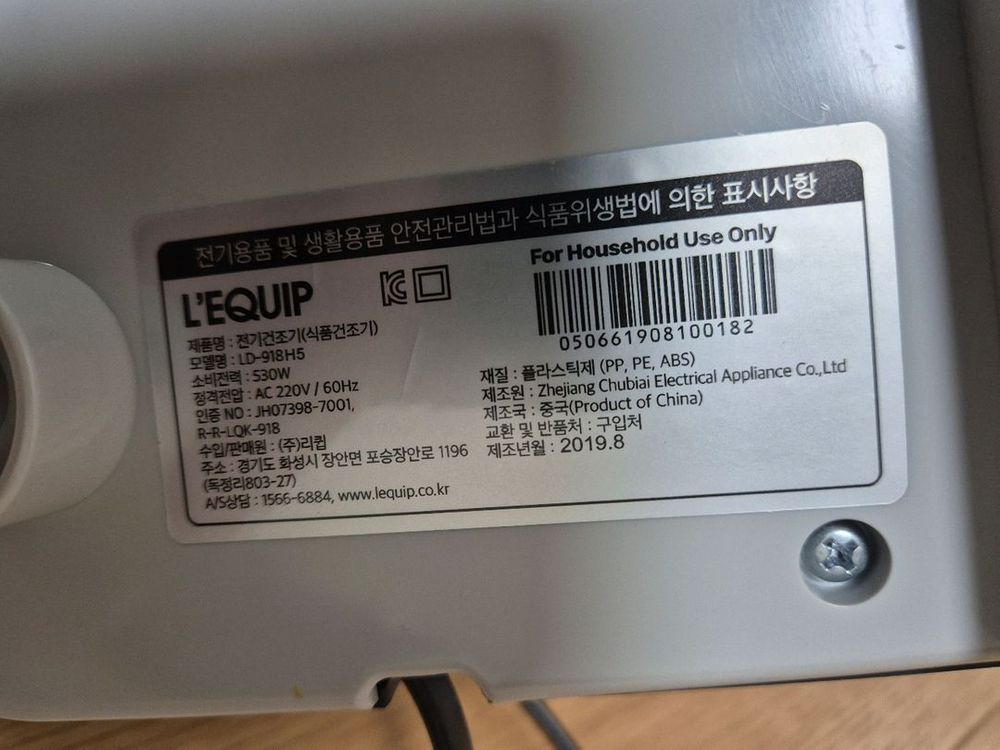 전기용품 및 생활용품 안전관리법과 식품위생법에 의한 표시사항
L'EQUIP
For Household Use Only
050661908100182
제품명 : 전기건조기(식품건조기)
모델명 : LD-918H5
소비전력 : 530W
정격전압 : AC 220V / 60Hz
인증 NO : JH07398-7001,
R-R-LQK-918
수입/판매원 : (주)리큅
주소 : 경기도 화성시 장안면 포승장안로 1196
(독정리803-27)
A/S상담 : 1566-6884, www.lequip.co.kr
재질 : 플라스틱제 (PP, PE, ABS)
제조원 : Zhejiang Chubiai Electrical Appliance Co.,Ltd
제조국 : 중국(Product of China)
교환 및 반품처 : 구입처
제조년월 : 2019.8